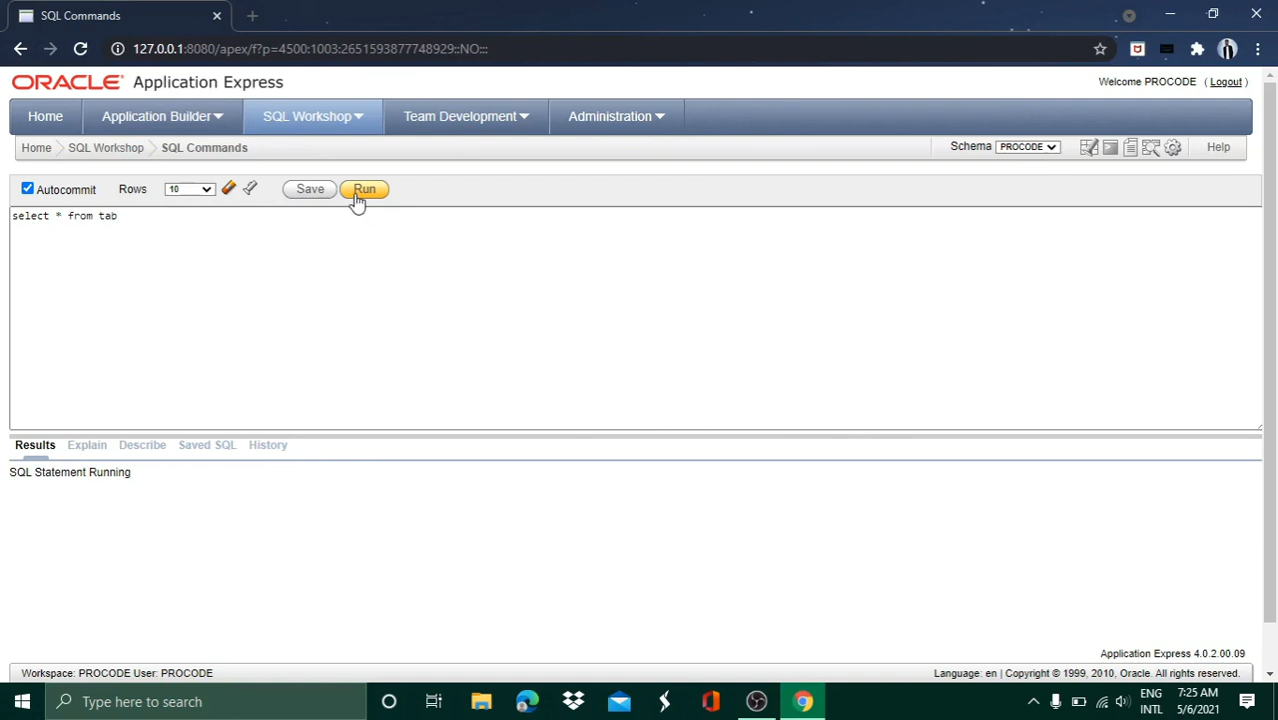 SQL Commands
127.0.0.1:8080/apex/f?p=4500:1003:2651593877748929::NO:::
ORACLE Application Express
Welcome PROCODE ( Logout )
Home Application Builder SQL Workshop Team Development Administration
Home SQL Workshop SQL Commands Schema PROCODE Help
Autocommit Rows 10 Save Run
select * from tab
Results Explain Describe Saved SQL History
SQL Statement Running
Application Express 4.0.2.00.09
Workspace: PROCODE User: PROCODE Language: en | Copyright © 1999, 2010, Oracle. All rights reserved.
Type here to search
ENG 7:25 AM
INTL 5/6/2021